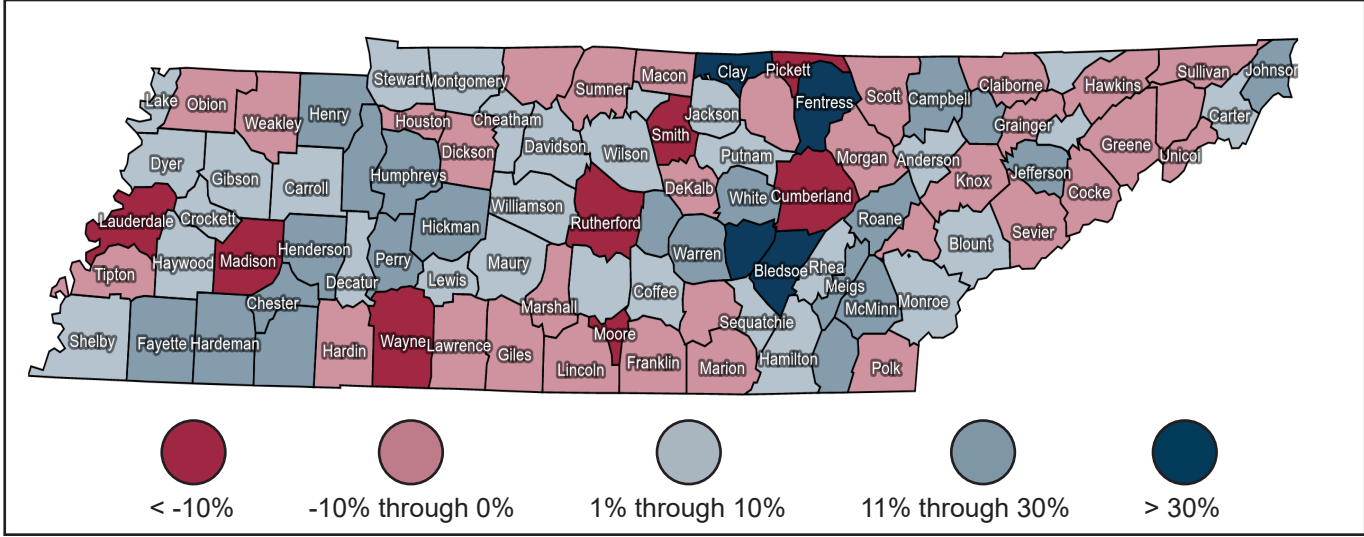 Stewart
Montgomery
Sumner
Macon
Clay
Pickett
Fentress
Scott
Campbell
Claiborne
Hawkins
Sullivan
Johnson
Lake
Obion
Weakley
Henry
Houston
Cheatham
Dickson
Davidson
Wilson
Smith
Jackson
Putnam
Morgan
Anderson
Grainger
Greene
Unicoi
Carter
Dyer
Gibson
Carroll
Humphreys
Williamson
Rutherford
DeKalb
White
Cumberland
Roane
Knox
Jefferson
Cocke
Sevier
Blount
Lauderdale
Crockett
Haywood
Madison
Henderson
Decatur
Perry
Hickman
Lewis
Maury
Marshall
Coffee
Warren
Bledsoe
Rhea
Meigs
McMinn
Monroe
Tipton
Chester
Shelby
Fayette
Hardeman
Hardin
Wayne
Lawrence
Giles
Lincoln
Moore
Franklin
Marion
Sequatchie
Hamilton
Polk
< -10%
-10% through 0%
1% through 10%
11% through 30%
> 30%